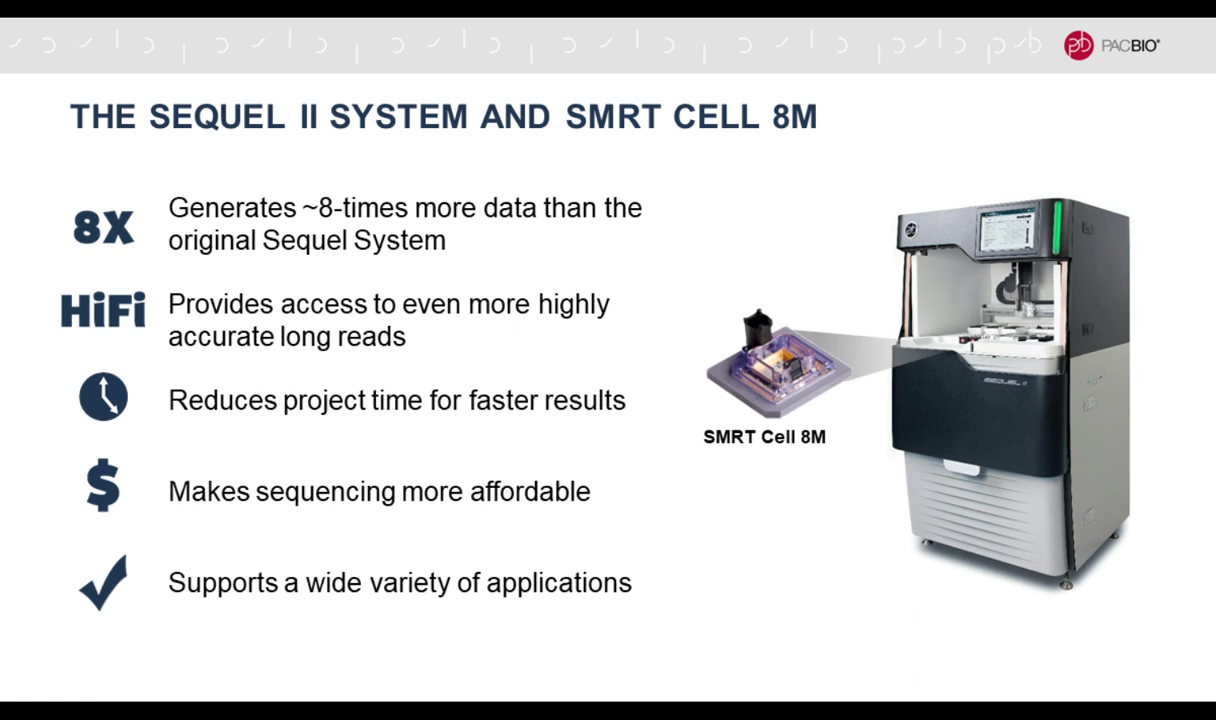 PACBIO®
THE SEQUEL II SYSTEM AND SMRT CELL 8M
8X
Generates ~8-times more data than the
original Sequel System
HiFi
Provides access to even more highly
accurate long reads
Reduces project time for faster results
$
Makes sequencing more affordable
Supports a wide variety of applications
SMRT Cell 8M
SEQUEL II